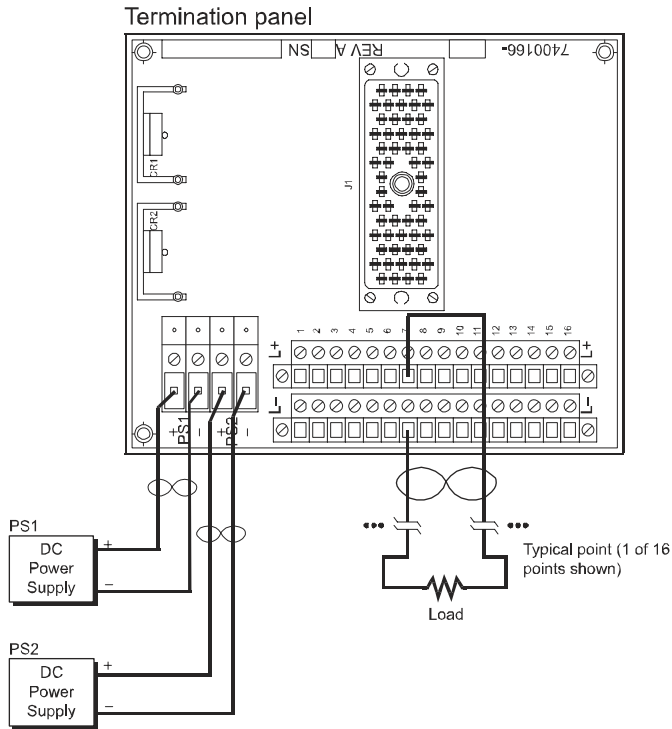 Termination panel
7400166-
REV A
SN
CR1
CR2
J1
1 2 3 4 5 6 7 8 9 10 11 12 13 14 15 16
L+ L+
L- L-
+ - + -
PS1 PS2
PS1
DC
Power
Supply
+
–
PS2
DC
Power
Supply
+
–
••• •••
Load
Typical point (1 of 16
points shown)